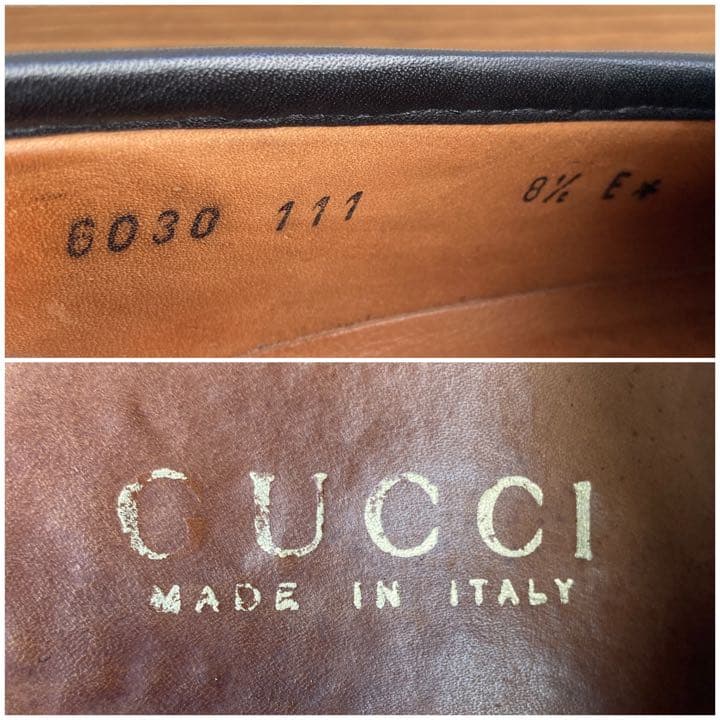 6030 111 8½ E*
GUCCI
MADE IN ITALY